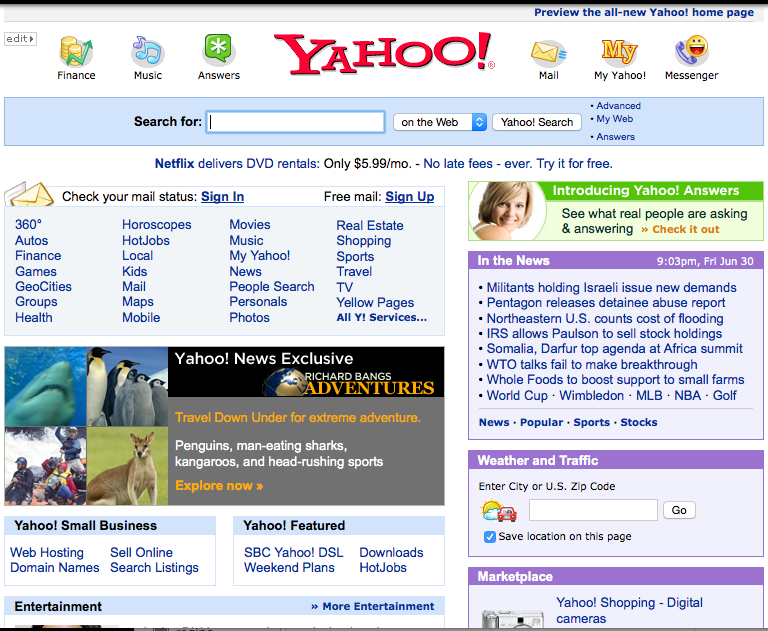 Preview the all-new Yahoo! home page
edit
Finance
Music
Answers
YAHOO!
Mail
My
My Yahoo!
Messenger
Search for:
on the Web
Yahoo! Search
• Advanced
• My Web
• Answers
Netflix delivers DVD rentals: Only $5.99/mo. - No late fees - ever. Try it for free.
Check your mail status: Sign In
Free mail: Sign Up
360°
Horoscopes
Movies
Real Estate
Autos
HotJobs
Music
Shopping
Finance
Local
My Yahoo!
Sports
Games
Kids
News
Travel
GeoCities
Mail
People Search
TV
Groups
Maps
Personals
Yellow Pages
Health
Mobile
Photos
All Y! Services...
Yahoo! News Exclusive
RICHARD BANGS
ADVENTURES
Travel Down Under for extreme adventure.
Penguins, man-eating sharks,
kangaroos, and head-rushing sports
Explore now »
Yahoo! Small Business
Web Hosting
Sell Online
Domain Names
Search Listings
Yahoo! Featured
SBC Yahoo! DSL
Downloads
Weekend Plans
HotJobs
Entertainment
» More Entertainment
Introducing Yahoo! Answers
See what real people are asking
& answering » Check it out
In the News
9:03pm, Fri Jun 30
• Militants holding Israeli issue new demands
• Pentagon releases detainee abuse report
• Northeastern U.S. counts cost of flooding
• IRS allows Paulson to sell stock holdings
• Somalia, Darfur top agenda at Africa summit
• WTO talks fail to make breakthrough
• Whole Foods to boost support to small farms
• World Cup · Wimbledon · MLB · NBA · Golf
News - Popular - Sports - Stocks
Weather and Traffic
Enter City or U.S. Zip Code
Go
Save location on this page
Marketplace
Yahoo! Shopping - Digital
cameras